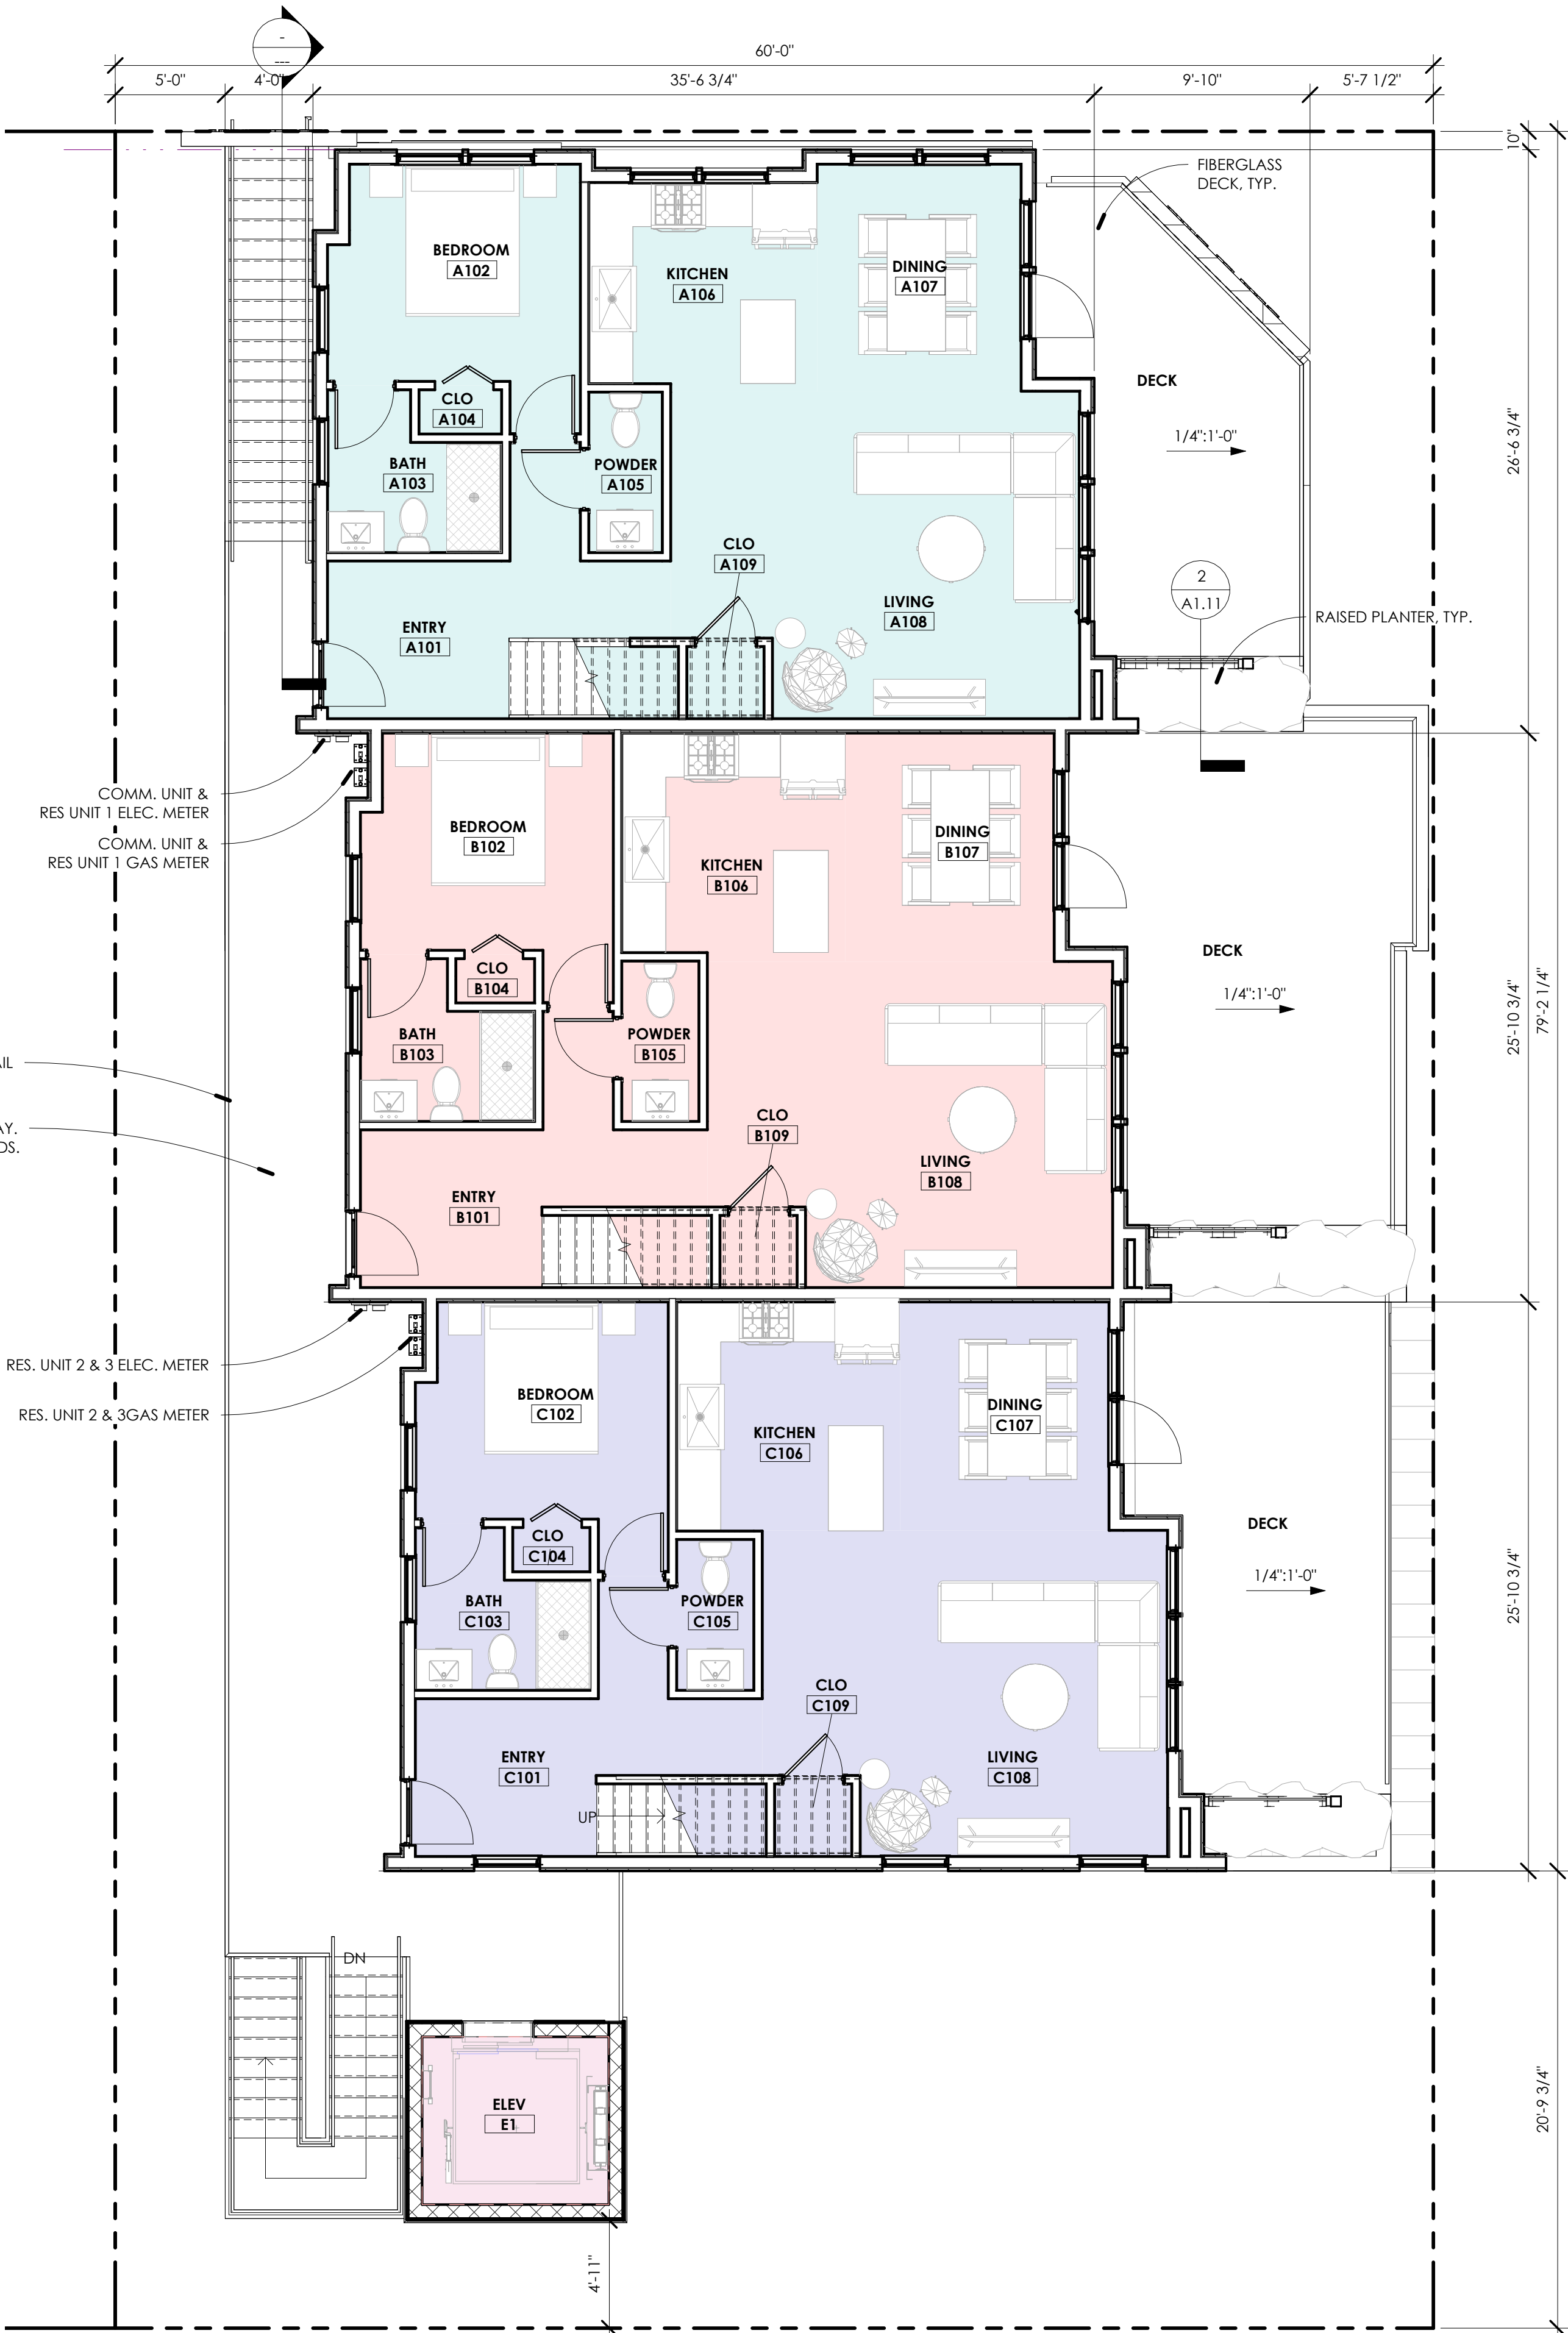 -
---
60'-0"
5'-0"
4'-0"
35'-6 3/4"
9'-10"
5'-7 1/2"
10"
FIBERGLASS
DECK, TYP.
BEDROOM
A102
KITCHEN
A106
DINING
A107
DECK
CLO
A104
1/4":1'-0"
26'-6 3/4"
BATH
A103
POWDER
A105
CLO
A109
2
A1.11
LIVING
A108
RAISED PLANTER, TYP.
ENTRY
A101
COMM. UNIT &
RES UNIT 1 ELEC. METER
COMM. UNIT &
RES UNIT 1 GAS METER
BEDROOM
B102
KITCHEN
B106
DINING
B107
DECK
CLO
B104
1/4":1'-0"
25'-10 3/4"
79'-2 1/4"
BATH
B103
POWDER
B105
AIL
AY.
DS.
CLO
B109
LIVING
B108
ENTRY
B101
RES. UNIT 2 & 3 ELEC. METER
RES. UNIT 2 & 3GAS METER
BEDROOM
C102
KITCHEN
C106
DINING
C107
DECK
CLO
C104
1/4":1'-0"
25'-10 3/4"
BATH
C103
POWDER
C105
CLO
C109
ENTRY
C101
LIVING
C108
UP
DN
ELEV
E1
20'-9 3/4"
4'-11"